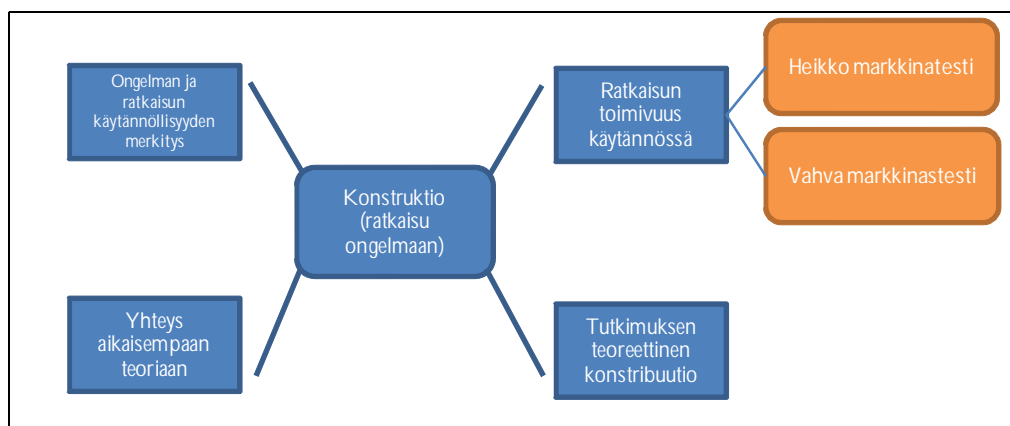 Ongelman ja
ratkaisun
käytännöllisyyden
merkitys
Ratkaisun
toimivuus
käytännössä
Heikko markkinatesti
Vahva markkinastesti
Konstruktio
(ratkaisu
ongelmaan)
Yhteys
aikaisempaan
teoriaan
Tutkimuksen
teoreettinen
konstribuutio